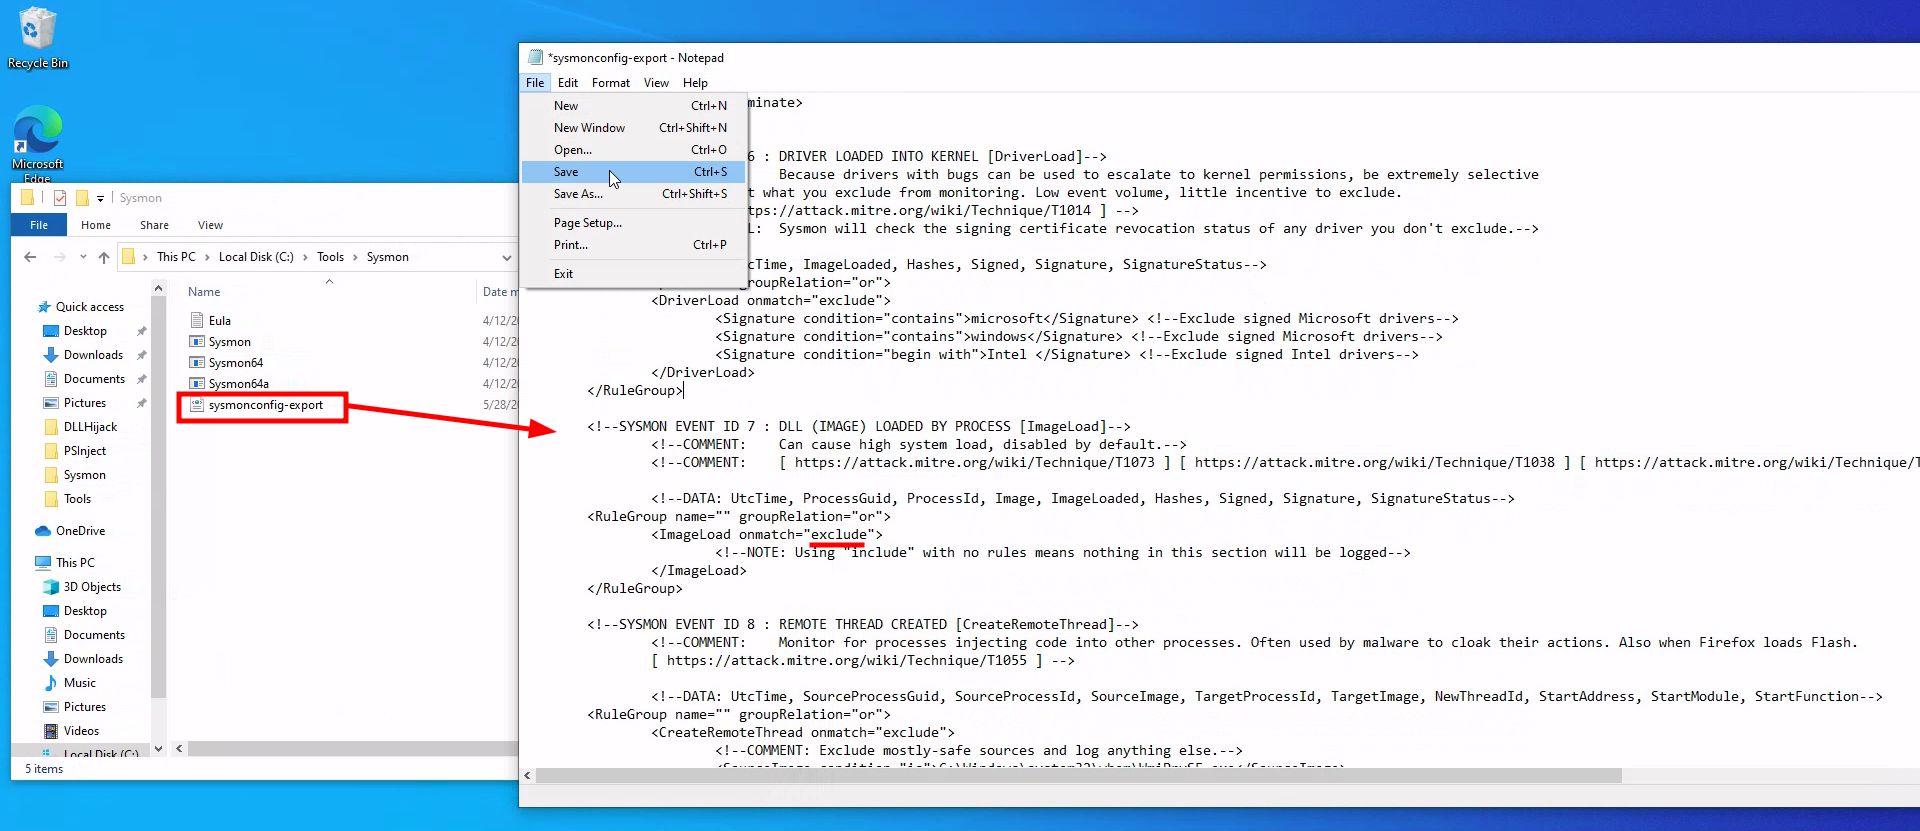 Recycle Bin
Microsoft
Edge
Sysmon
File Home Share View
This PC › Local Disk (C:) › Tools › Sysmon
Quick access
Desktop
Downloads
Documents
Pictures
DLLHijack
PSInject
Sysmon
Tools
OneDrive
This PC
3D Objects
Desktop
Documents
Downloads
Music
Pictures
Videos
Local Disk (C:)
Name Date m
Eula 4/12/20
Sysmon 4/12/20
Sysmon64 4/12/20
Sysmon64a 4/12/20
sysmonconfig-export 5/28/20
5 items
*sysmonconfig-export - Notepad
File Edit Format View Help
New Ctrl+N
New Window Ctrl+Shift+N
Open... Ctrl+O
Save Ctrl+S
Save As... Ctrl+Shift+S
Page Setup...
Print... Ctrl+P
Exit
minate>
6 : DRIVER LOADED INTO KERNEL [DriverLoad]-->
Because drivers with bugs can be used to escalate to kernel permissions, be extremely selective
t what you exclude from monitoring. Low event volume, little incentive to exclude.
tps://attack.mitre.org/wiki/Technique/T1014 ] -->
L: Sysmon will check the signing certificate revocation status of any driver you don't exclude.-->
tcTime, ImageLoaded, Hashes, Signed, Signature, SignatureStatus-->
groupRelation="or">
<DriverLoad onmatch="exclude">
<Signature condition="contains">microsoft</Signature> <!--Exclude signed Microsoft drivers-->
<Signature condition="contains">windows</Signature> <!--Exclude signed Microsoft drivers-->
<Signature condition="begin with">Intel </Signature> <!--Exclude signed Intel drivers-->
</DriverLoad>
</RuleGroup>
<!--SYSMON EVENT ID 7 : DLL (IMAGE) LOADED BY PROCESS [ImageLoad]-->
<!--COMMENT: Can cause high system load, disabled by default.-->
<!--COMMENT: [ https://attack.mitre.org/wiki/Technique/T1073 ] [ https://attack.mitre.org/wiki/Technique/T1038 ] [ https://attack.mitre.org/wiki/Technique/T
<!--DATA: UtcTime, ProcessGuid, ProcessId, Image, ImageLoaded, Hashes, Signed, Signature, SignatureStatus-->
<RuleGroup name="" groupRelation="or">
<ImageLoad onmatch="exclude">
<!--NOTE: Using "include" with no rules means nothing in this section will be logged-->
</ImageLoad>
</RuleGroup>
<!--SYSMON EVENT ID 8 : REMOTE THREAD CREATED [CreateRemoteThread]-->
<!--COMMENT: Monitor for processes injecting code into other processes. Often used by malware to cloak their actions. Also when Firefox loads Flash.
[ https://attack.mitre.org/wiki/Technique/T1055 ] -->
<!--DATA: UtcTime, SourceProcessGuid, SourceProcessId, SourceImage, TargetProcessId, TargetImage, NewThreadId, StartAddress, StartModule, StartFunction-->
<RuleGroup name="" groupRelation="or">
<CreateRemoteThread onmatch="exclude">
<!--COMMENT: Exclude mostly-safe sources and log anything else.-->
<SourceImage condition="is">C:\Windows\system32\wbem\WmiPrvSE.exe</SourceImage>